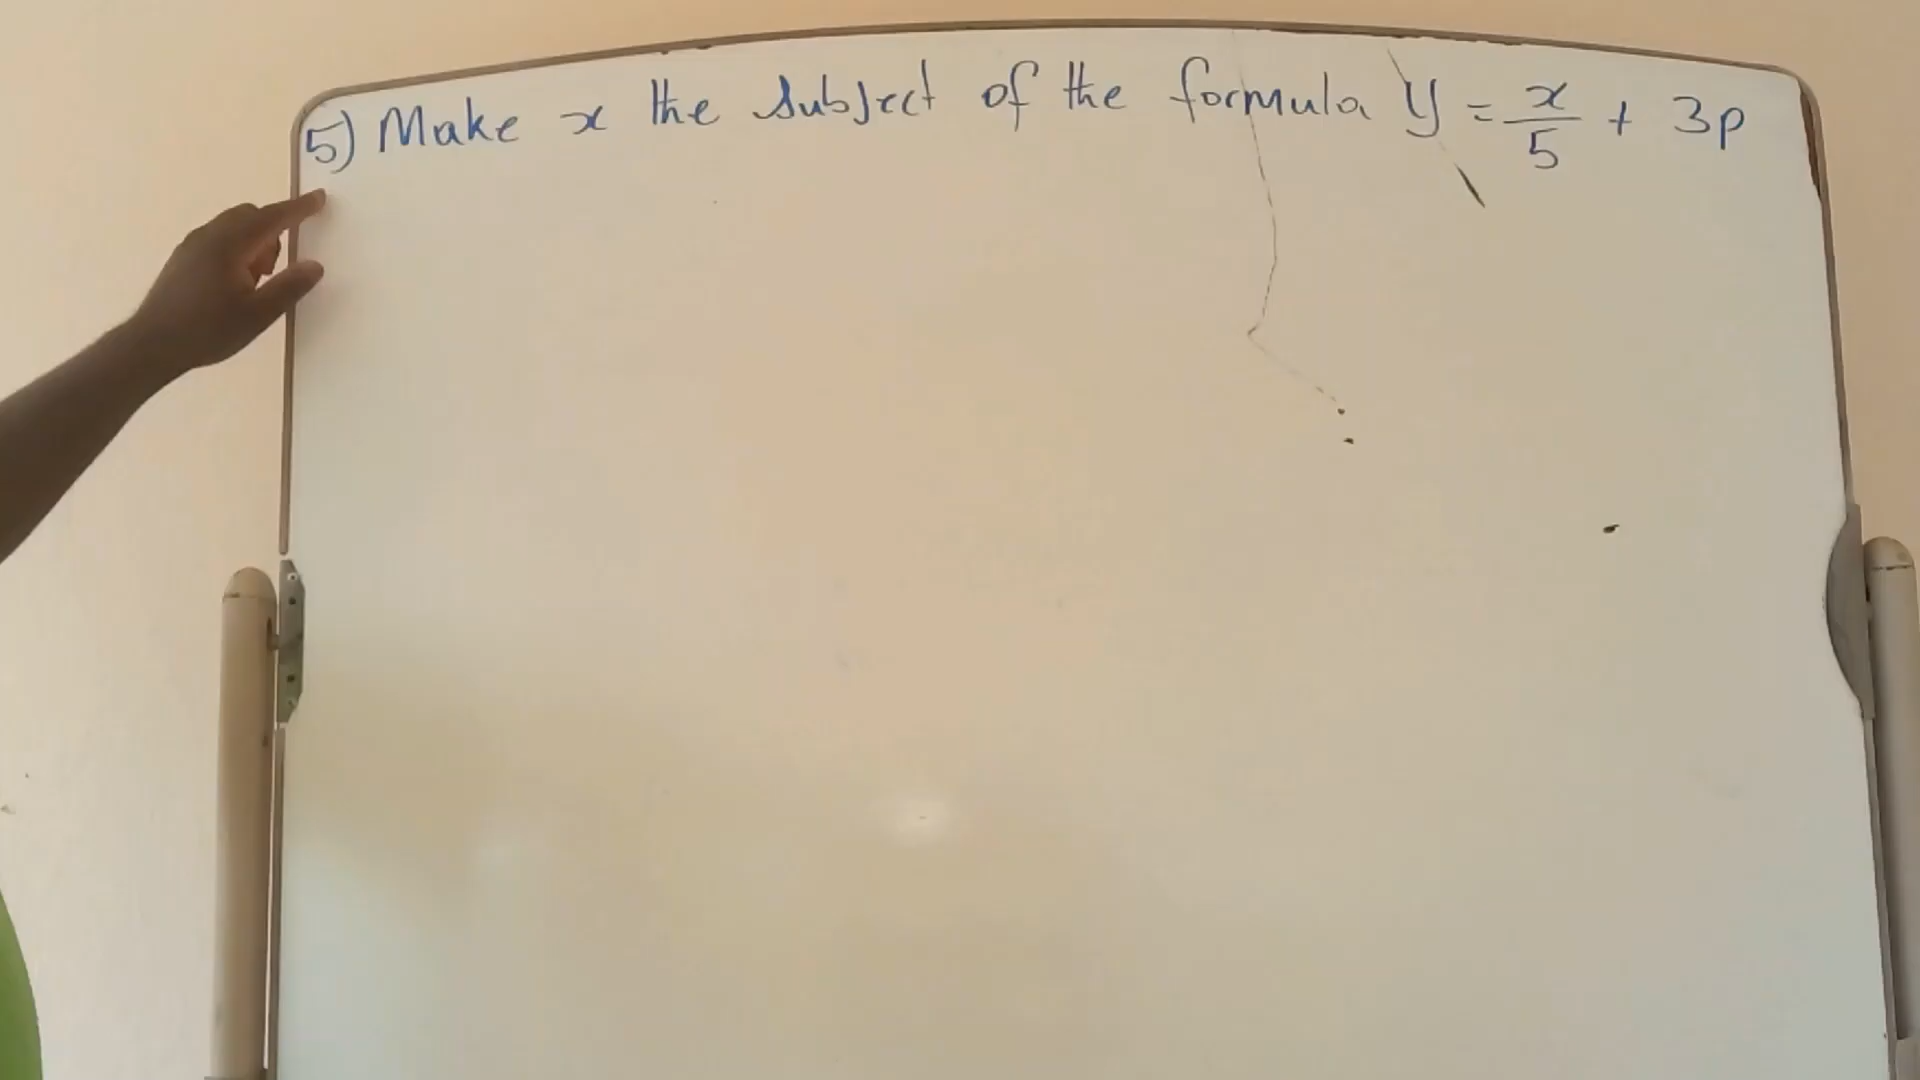 5) Make x the subject of the formula y = x/5 + 3p